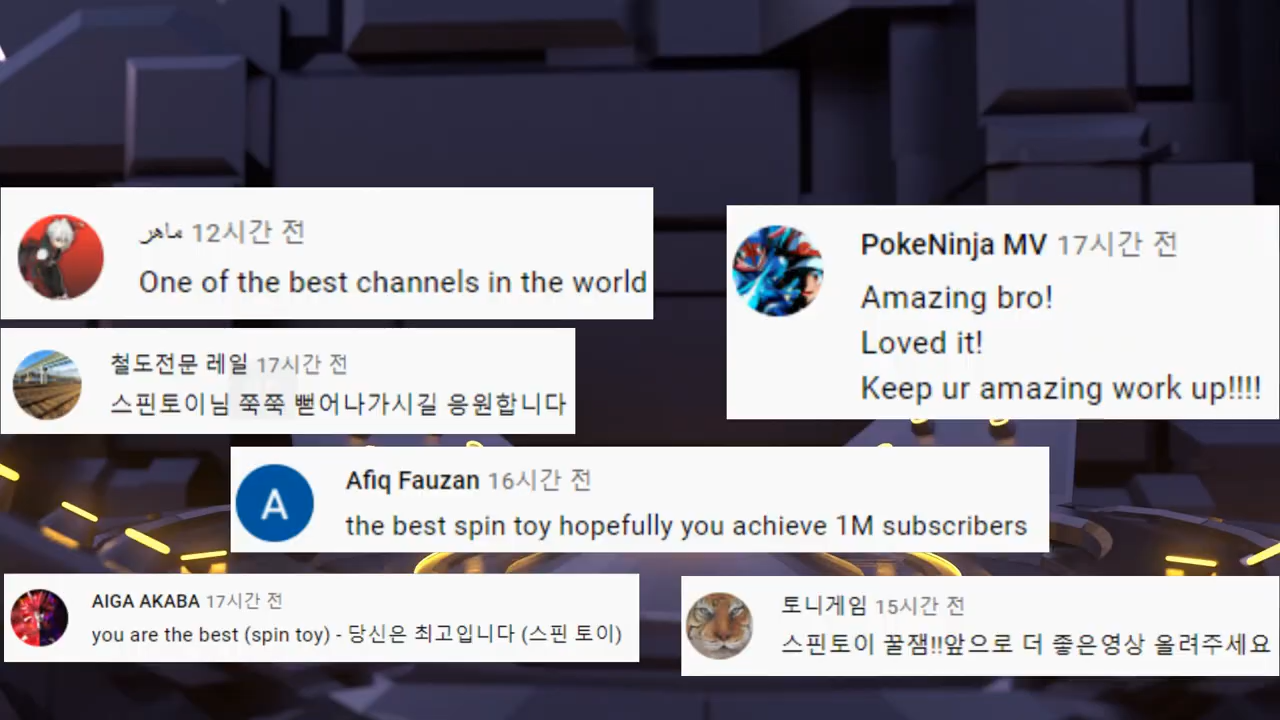 ماهر 12시간 전
One of the best channels in the world
PokeNinja MV 17시간 전
Amazing bro!
Loved it!
Keep ur amazing work up!!!!
철도전문 레일 17시간 전
스핀토이님 쭉쭉 뻗어나가시길 응원합니다
A
Afiq Fauzan 16시간 전
the best spin toy hopefully you achieve 1M subscribers
AIGA AKABA 17시간 전
you are the best (spin toy) - 당신은 최고입니다 (스핀 토이)
토니게임 15시간 전
스핀토이 꿀잼!!앞으로 더 좋은영상 올려주세요